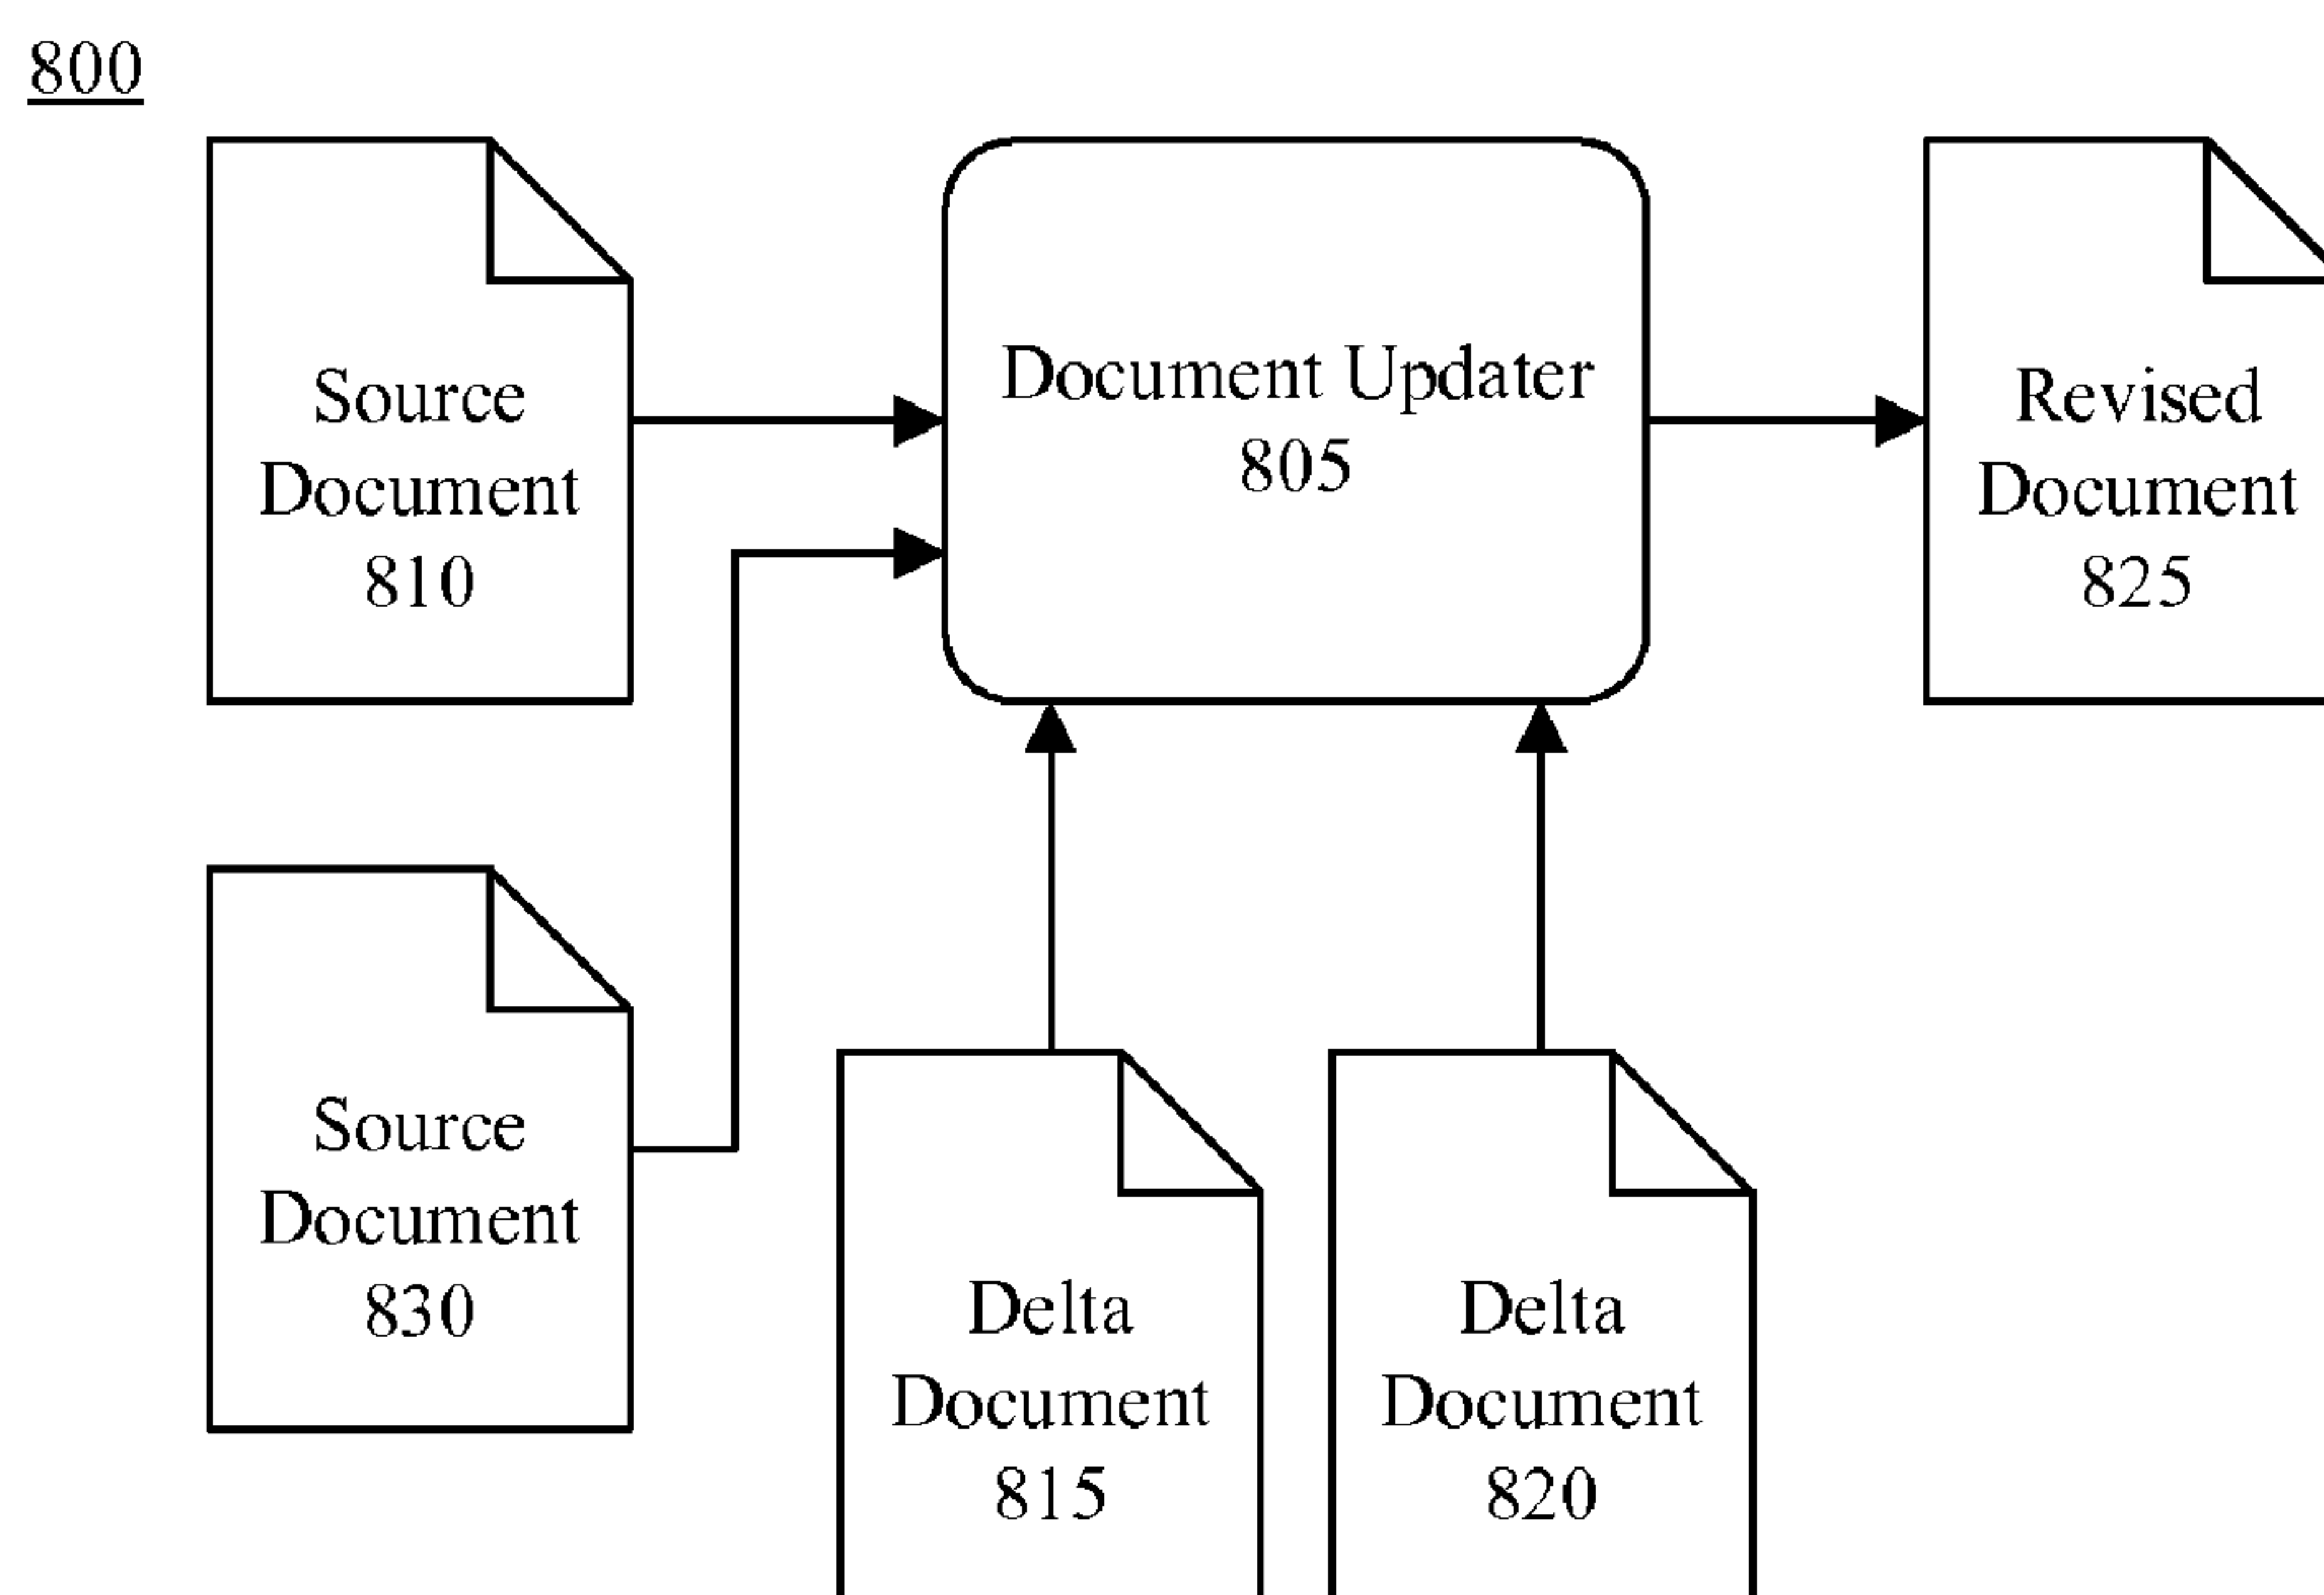 800
Source
Document
810
Document Updater
805
Revised
Document
825
Source
Document
830
Delta
Document
815
Delta
Document
820